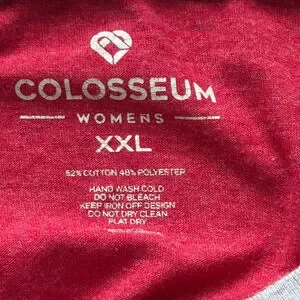 COLOSSEUM
WOMENS
XXL
52% COTTON 48% POLYESTER
HAND WASH COLD
DO NOT BLEACH
KEEP IRON OFF DESIGN
DO NOT DRY CLEAN
FLAT DRY